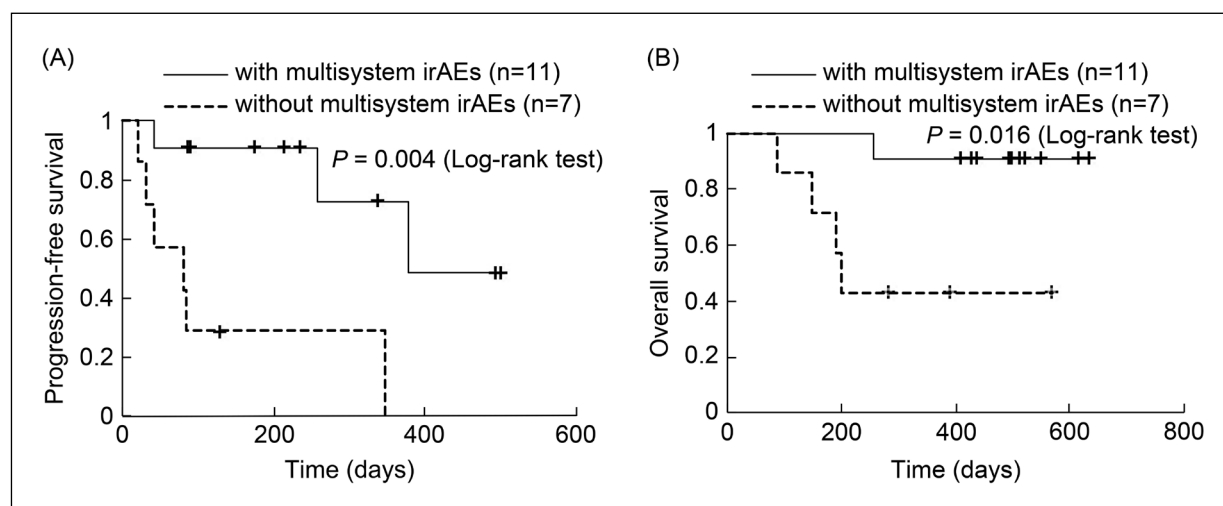 (A)
with multisystem irAEs (n=11)
without multisystem irAEs (n=7)
P = 0.004 (Log-rank test)
Progression-free survival
1
0.8
0.6
0.4
0.2
0
0 200 400 600
Time (days)
(B)
with multisystem irAEs (n=11)
without multisystem irAEs (n=7)
P = 0.016 (Log-rank test)
Overall survival
1
0.8
0.6
0.4
0.2
0
0 200 400 600 800
Time (days)